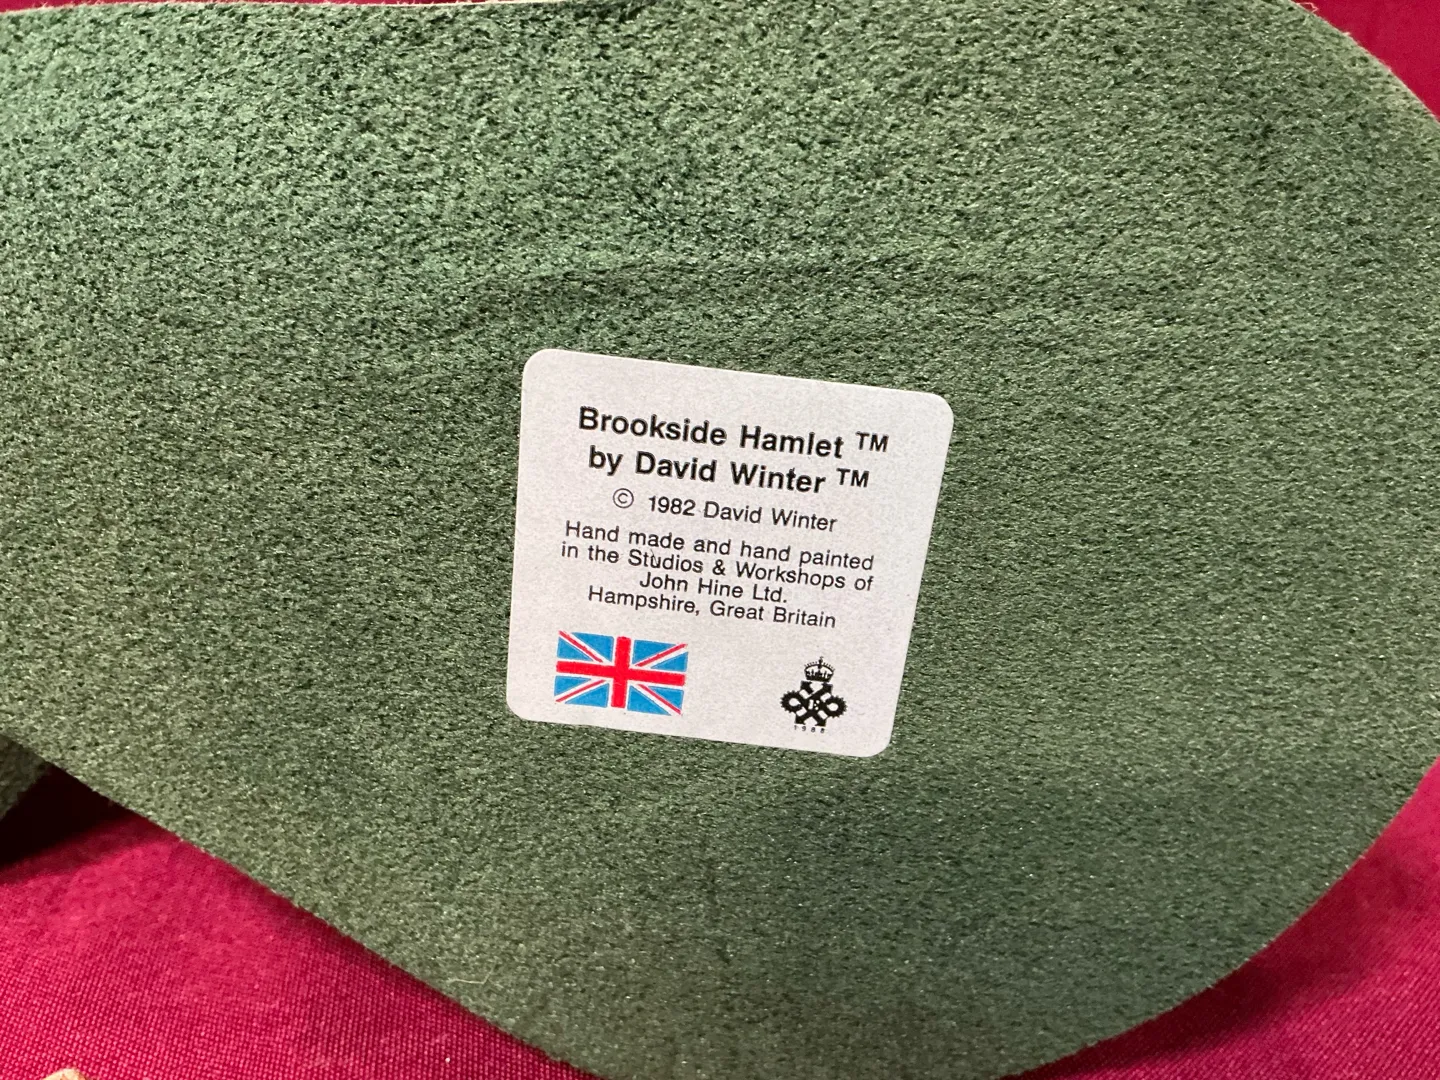 Brookside Hamlet ™
by David Winter ™
© 1982 David Winter
Hand made and hand painted
in the Studios & Workshops of
John Hine Ltd.
Hampshire, Great Britain
1988